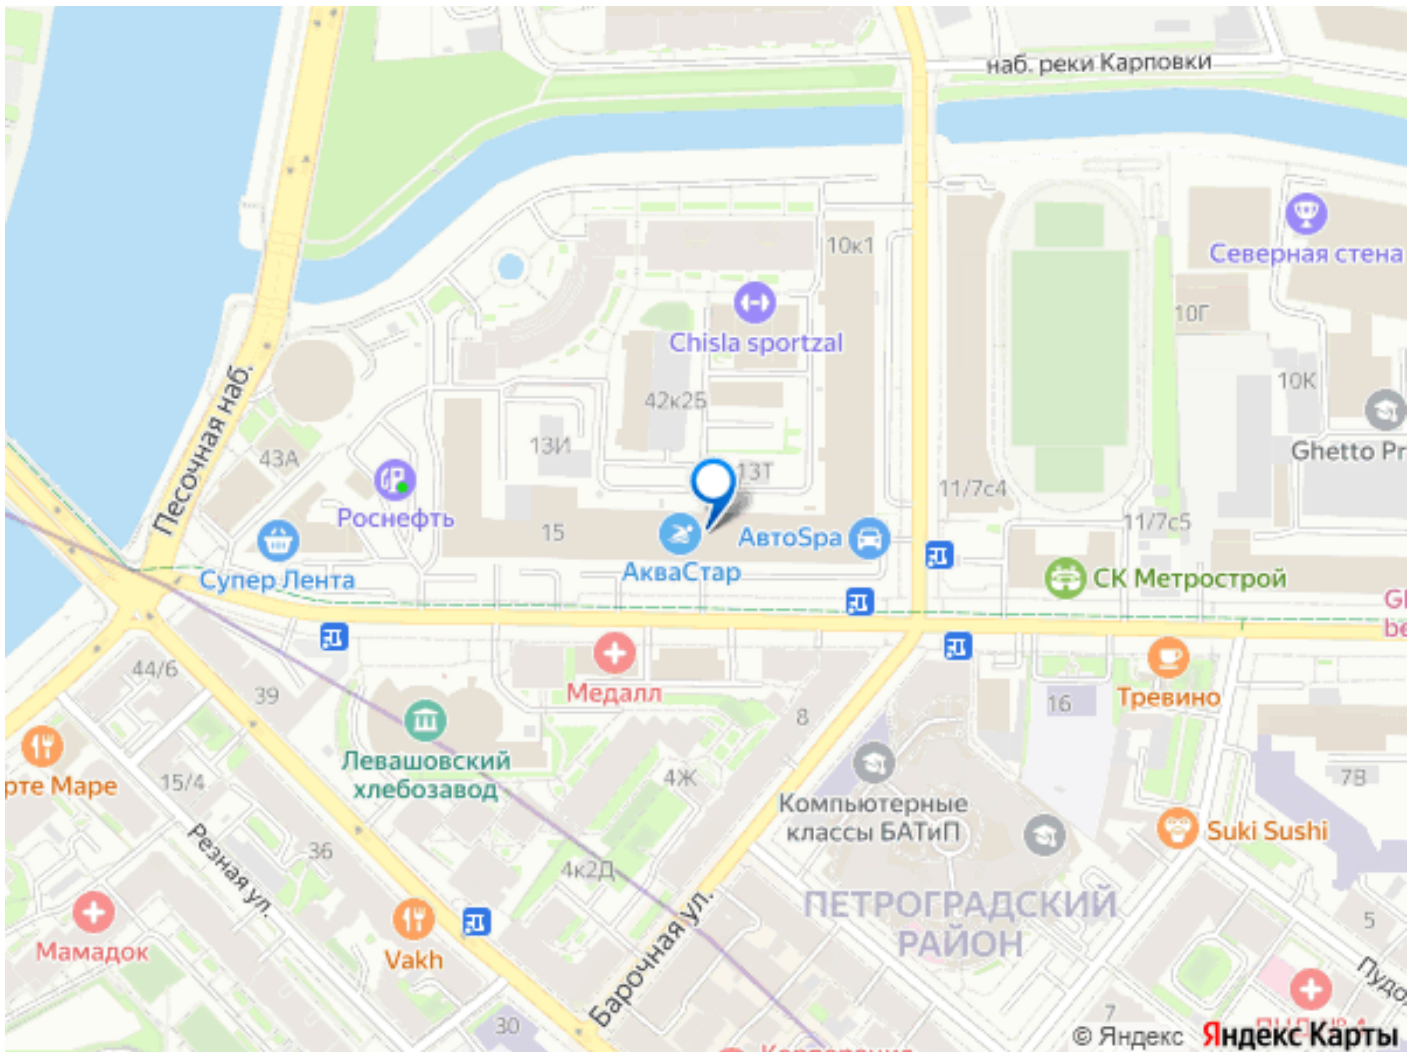 наб. реки Карповки
10к1
Северная стена
Chisla sportzal
10Г
Песочная наб.
42к2Б
10К
13И
43А
13Т
Ghetto Pr
11/7с4
Роснефть
15
АвтоSpa
11/7с5
Супер Лента
АкваСтар
СК Метрострой
44/6
39
Медалл
Тревино
16
8
Левашовский
хлебозавод
4Ж
7В
рте Маре
15/4
Компьютерные
классы БАТиП
Suki Sushi
Резная ул.
36
4к2Д
ПЕТРОГРАДСКИЙ
РАЙОН
5
Мамадок
Vakh
Барочная ул.
Пудо
7
30
© Яндекс Яндекс Карты